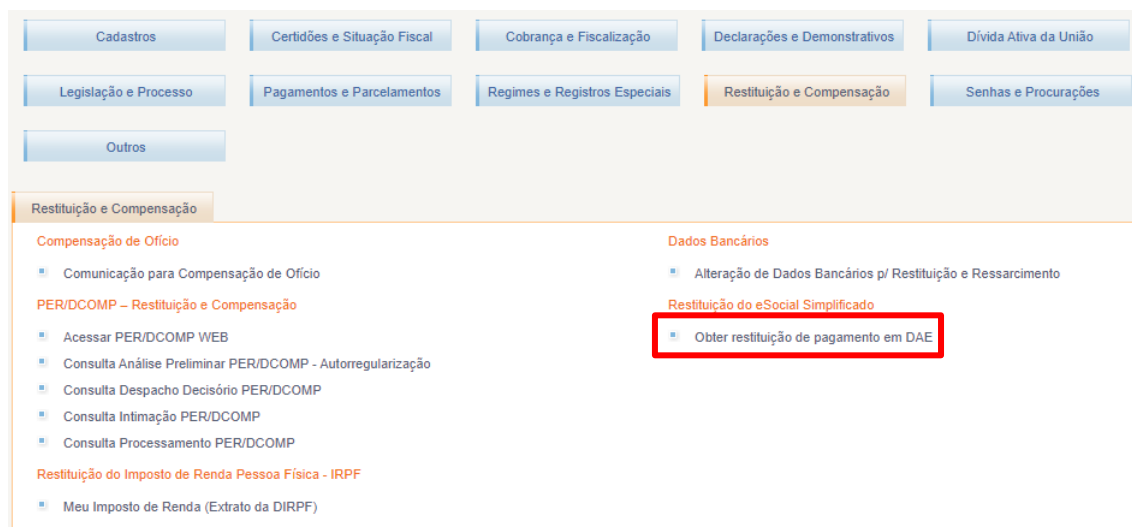 Cadastros
Certidões e Situação Fiscal
Cobrança e Fiscalização
Declarações e Demonstrativos
Dívida Ativa da União
Legislação e Processo
Pagamentos e Parcelamentos
Regimes e Registros Especiais
Restituição e Compensação
Senhas e Procurações
Outros
Restituição e Compensação
Compensação de Ofício
Comunicação para Compensação de Ofício
PER/DCOMP – Restituição e Compensação
Acessar PER/DCOMP WEB
Consulta Análise Preliminar PER/DCOMP - Autorregularização
Consulta Despacho Decisório PER/DCOMP
Consulta Intimação PER/DCOMP
Consulta Processamento PER/DCOMP
Restituição do Imposto de Renda Pessoa Física - IRPF
Meu Imposto de Renda (Extrato da DIRPF)
Dados Bancários
Alteração de Dados Bancários p/ Restituição e Ressarcimento
Restituição do eSocial Simplificado
Obter restituição de pagamento em DAE